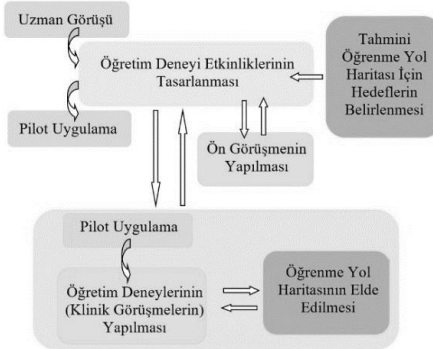 Uzman Görüşü
Öğretim Deneyi Etkinliklerinin
Tasarlanması
Tahmini
Öğrenme Yol
Haritası İçin
Hedeflerin
Belirlenmesi
Pilot Uygulama
Ön Görüşmenin
Yapılması
Pilot Uygulama
Öğretim Deneylerinin
(Klinik Görüşmelerin)
Yapılması
Öğrenme Yol
Haritasının Elde
Edilmesi